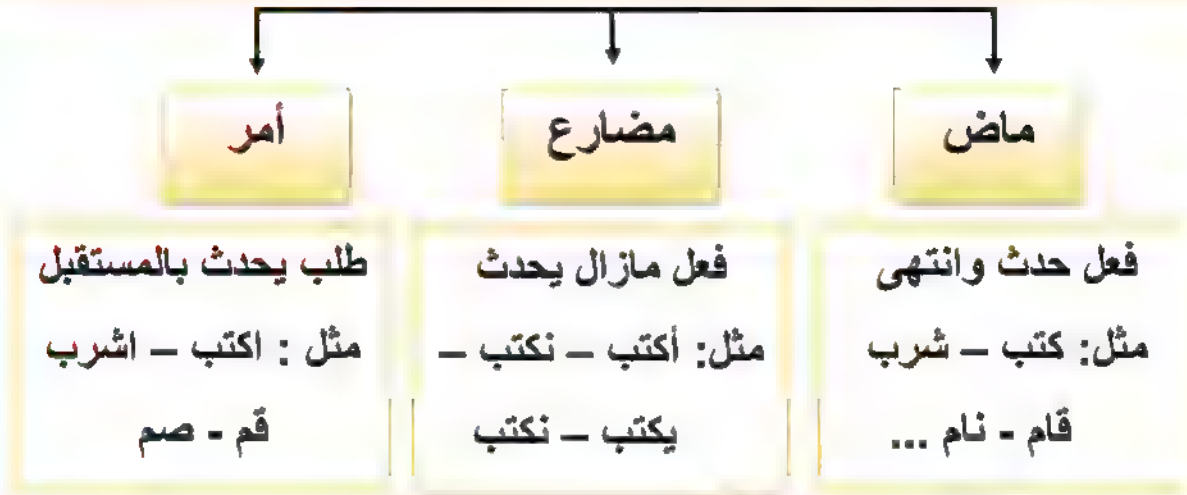 ماض
مضارع
أمر
فعل حدث وانتهى
مثل: كتب – شرب
قام - نام ...
فعل مازال يحدث
مثل: أكتب – نكتب –
يكتب – نكتب
طلب يحدث بالمستقبل
مثل : اكتب – اشرب
قم - صم